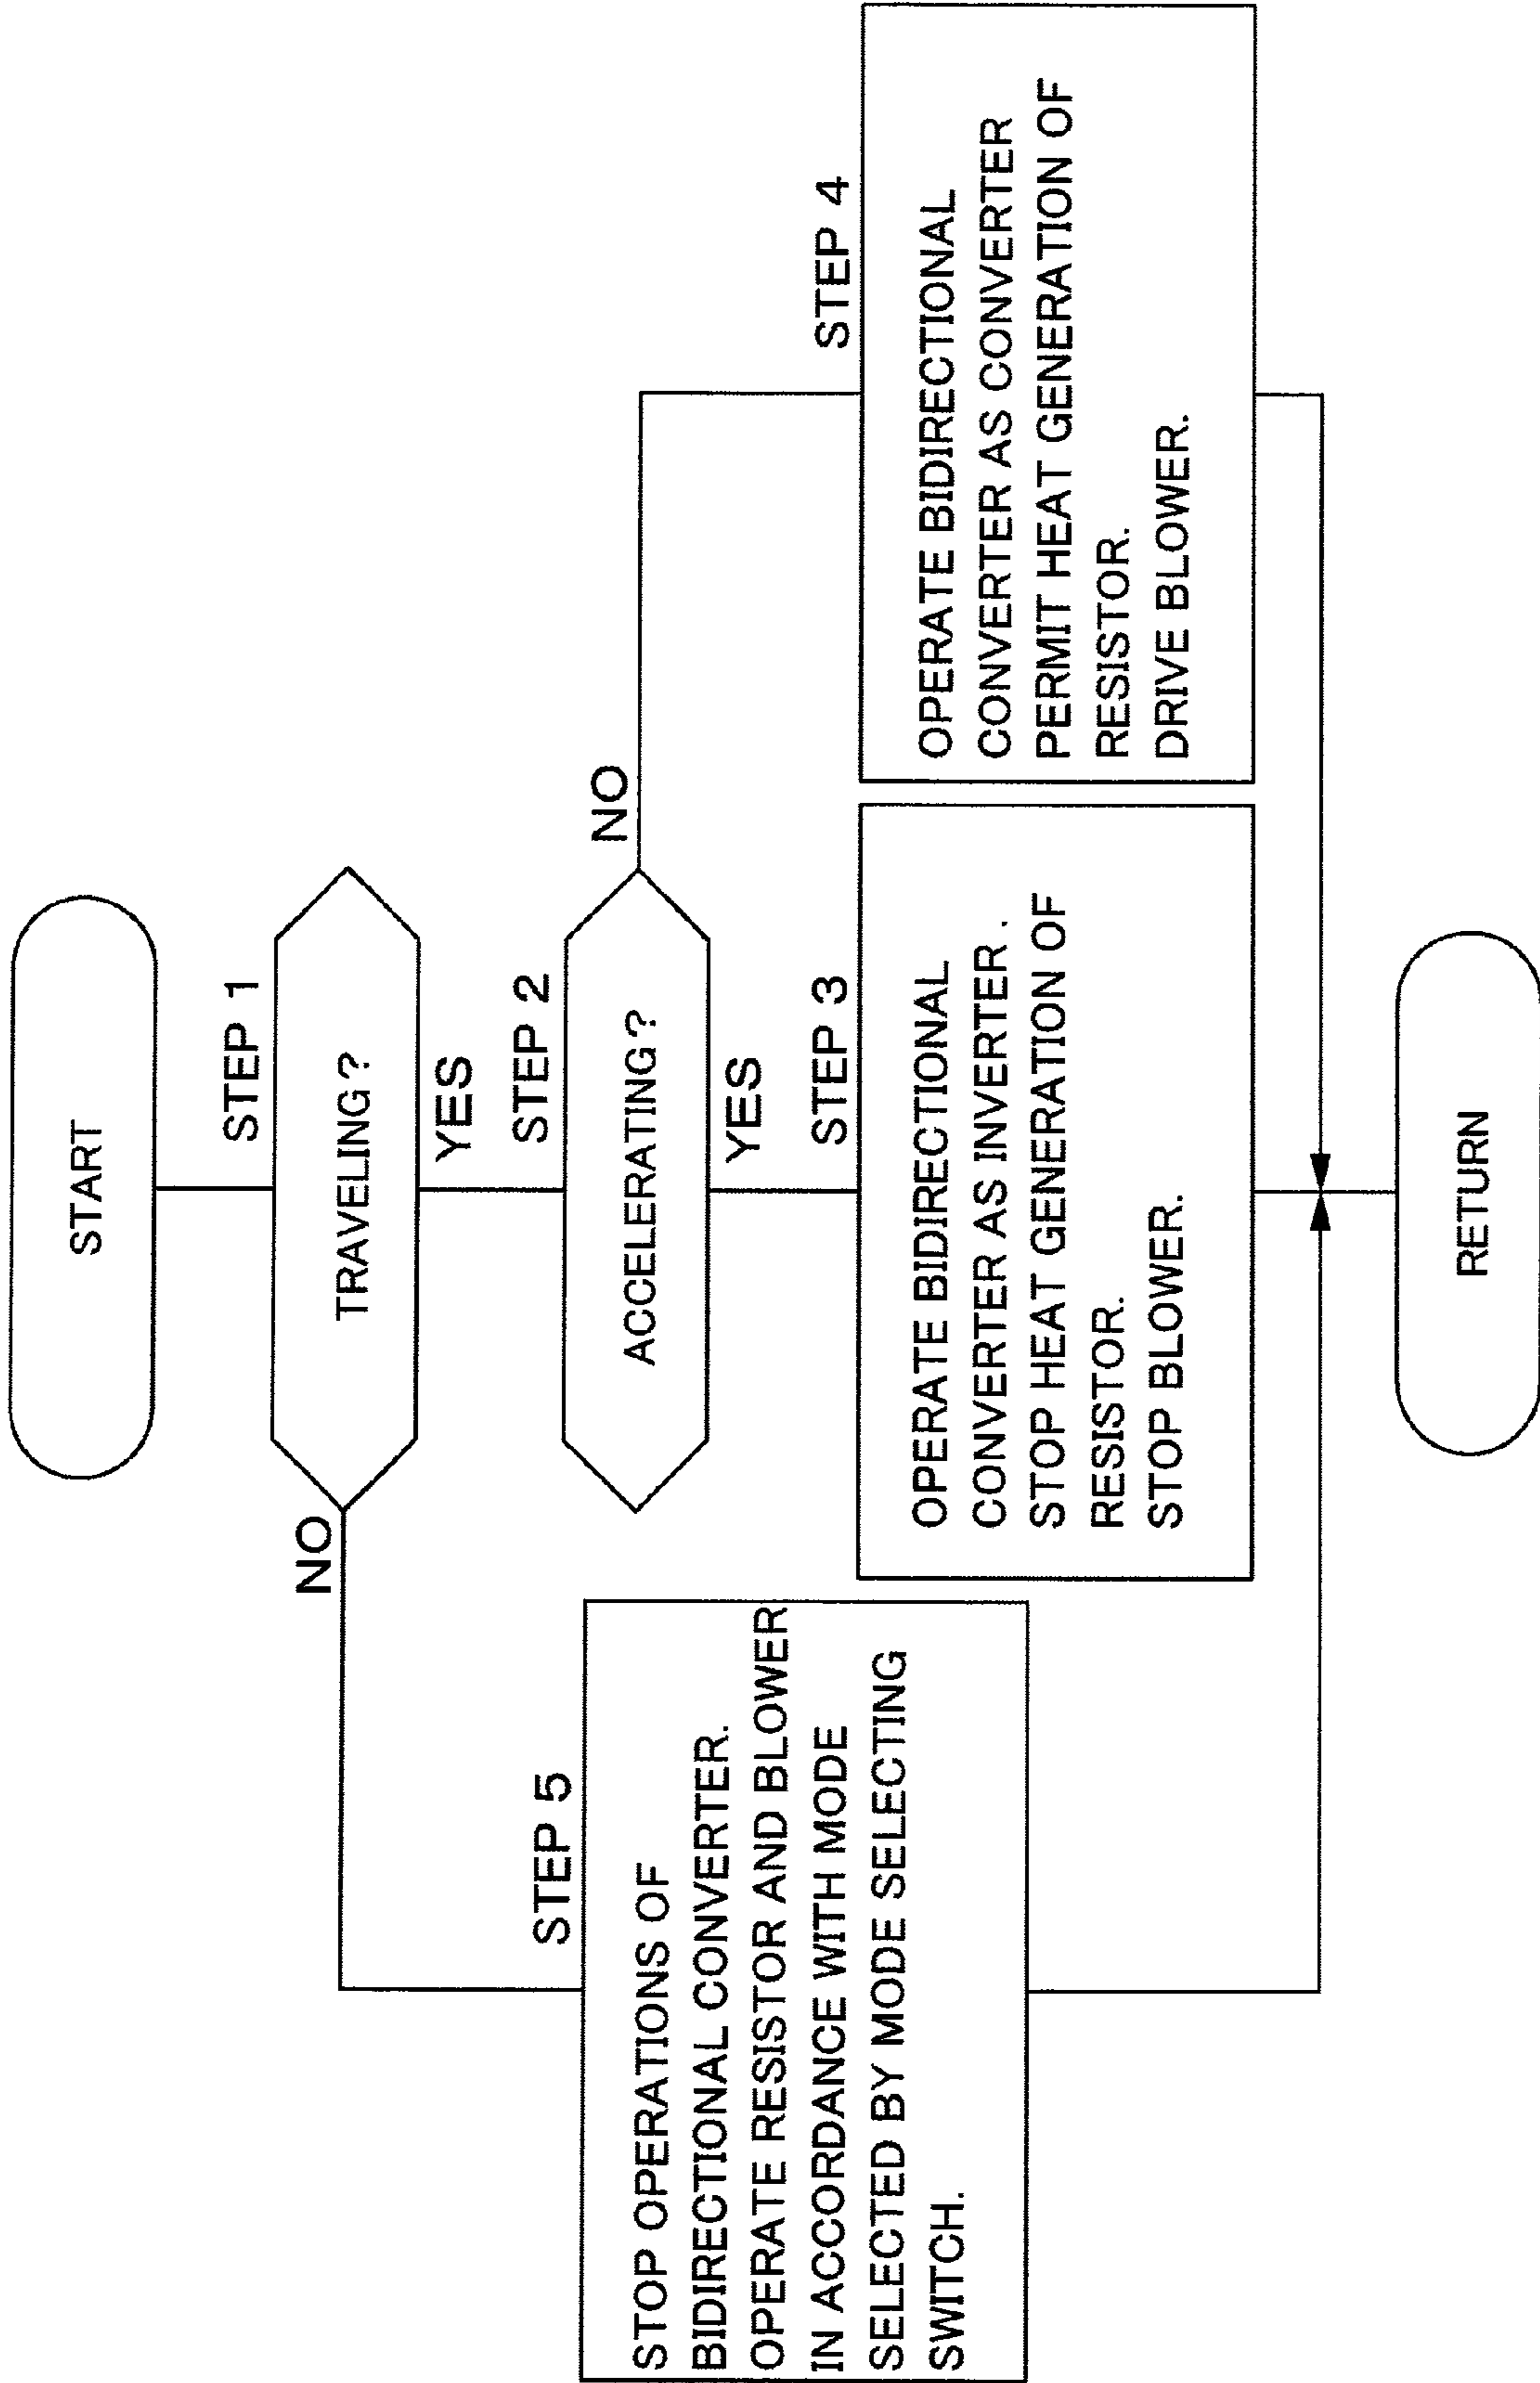 START
STEP 1
TRAVELING?
NO
YES
STEP 2
ACCELERATING?
NO
YES
STEP 5
STOP OPERATIONS OF
BIDIRECTIONAL CONVERTER.
OPERATE RESISTOR AND BLOWER
IN ACCORDANCE WITH MODE
SELECTED BY MODE SELECTING
SWITCH.
STEP 3
OPERATE BIDIRECTIONAL
CONVERTER AS INVERTER.
STOP HEAT GENERATION OF
RESISTOR.
STOP BLOWER.
STEP 4
OPERATE BIDIRECTIONAL
CONVERTER AS CONVERTER
PERMIT HEAT GENERATION OF
RESISTOR.
DRIVE BLOWER.
RETURN